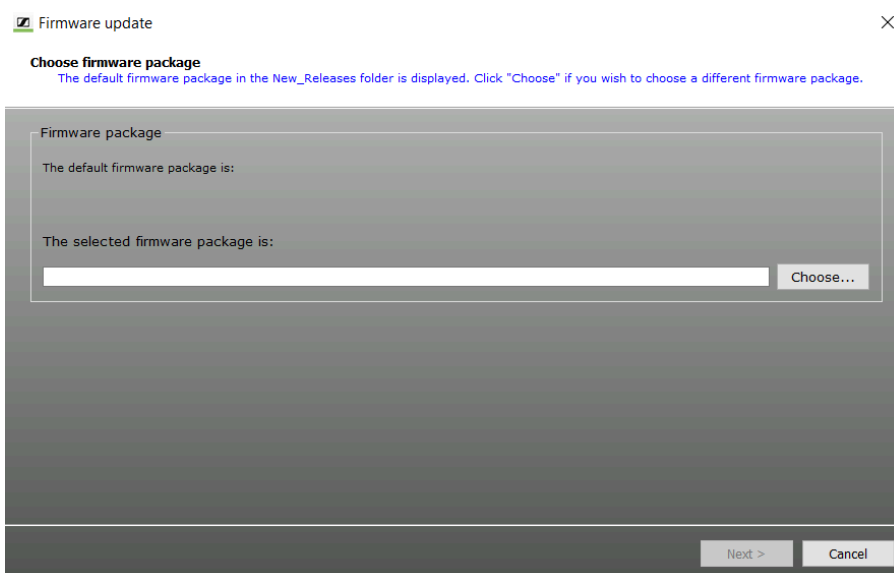 Firmware update
Choose firmware package
The default firmware package in the New_Releases folder is displayed. Click "Choose" if you wish to choose a different firmware package.
Firmware package
The default firmware package is:
The selected firmware package is:
Choose...
Next >
Cancel